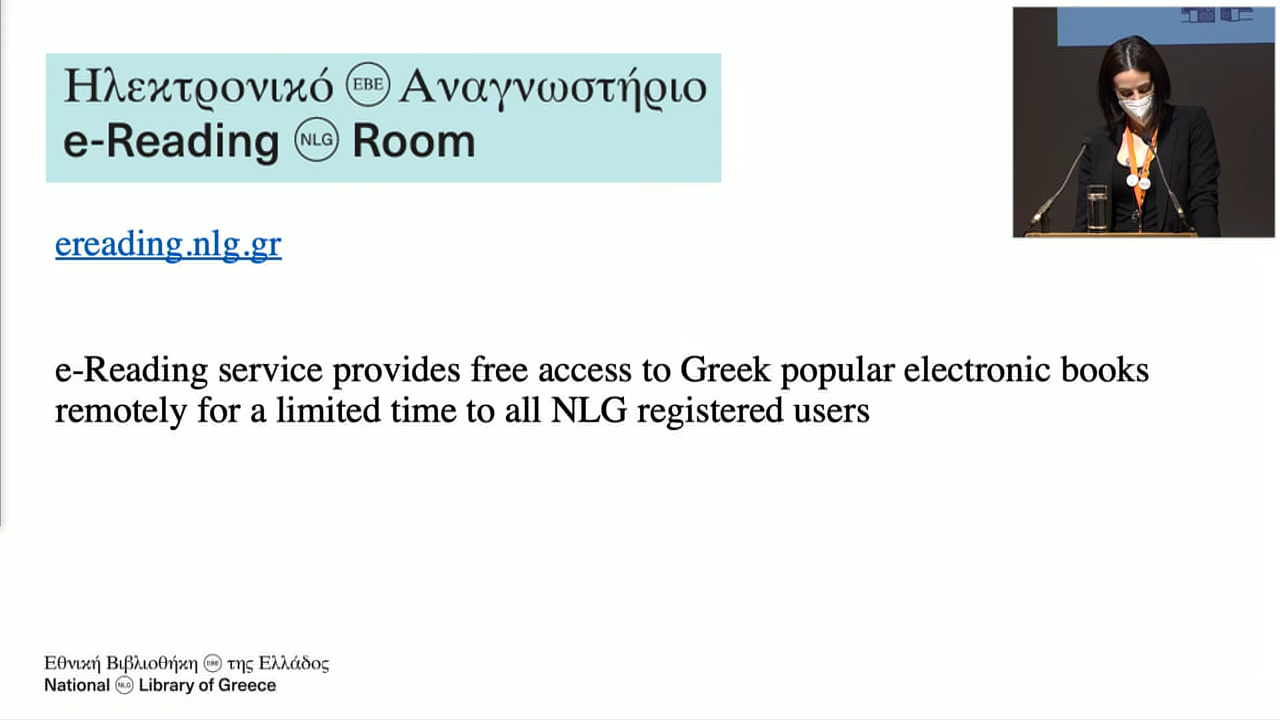 Ηλεκτρονικό ΕΒΕ Αναγνωστήριο
e-Reading NLG Room
ereading.nlg.gr
e-Reading service provides free access to Greek popular electronic books
remotely for a limited time to all NLG registered users
Εθνική Βιβλιοθήκη ΕΒΕ της Ελλάδος
National NLG Library of Greece